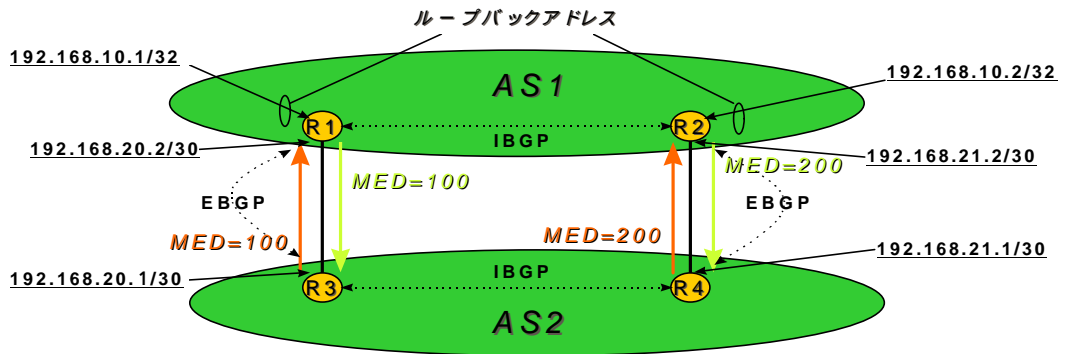 ループバックアドレス
192.168.10.1/32
192.168.10.2/32
AS1
R1
R2
IBGP
192.168.20.2/30
192.168.21.2/30
MED=100
MED=200
EBGP
EBGP
MED=100
MED=200
192.168.21.1/30
192.168.20.1/30
IBGP
R3
R4
AS2